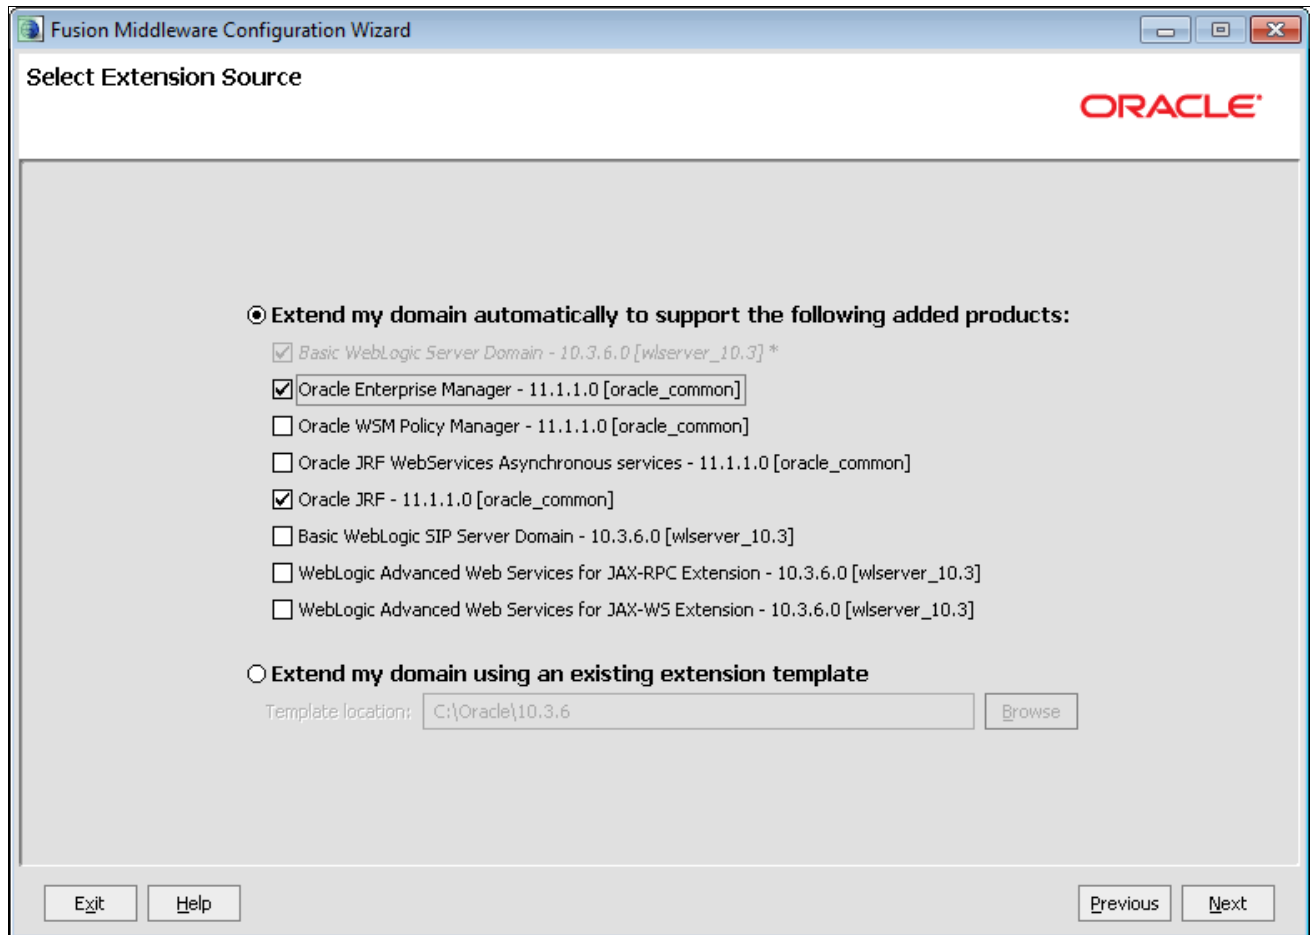 Fusion Middleware Configuration Wizard
Select Extension Source
ORACLE
Extend my domain automatically to support the following added products:
Basic WebLogic Server Domain - 10.3.6.0 [wlserver_10.3] *
Oracle Enterprise Manager - 11.1.1.0 [oracle_common]
Oracle WSM Policy Manager - 11.1.1.0 [oracle_common]
Oracle JRF WebServices Asynchronous services - 11.1.1.0 [oracle_common]
Oracle JRF - 11.1.1.0 [oracle_common]
Basic WebLogic SIP Server Domain - 10.3.6.0 [wlserver_10.3]
WebLogic Advanced Web Services for JAX-RPC Extension - 10.3.6.0 [wlserver_10.3]
WebLogic Advanced Web Services for JAX-WS Extension - 10.3.6.0 [wlserver_10.3]
Extend my domain using an existing extension template
Template location: C:\Oracle\10.3.6 Browse
Exit Help Previous Next